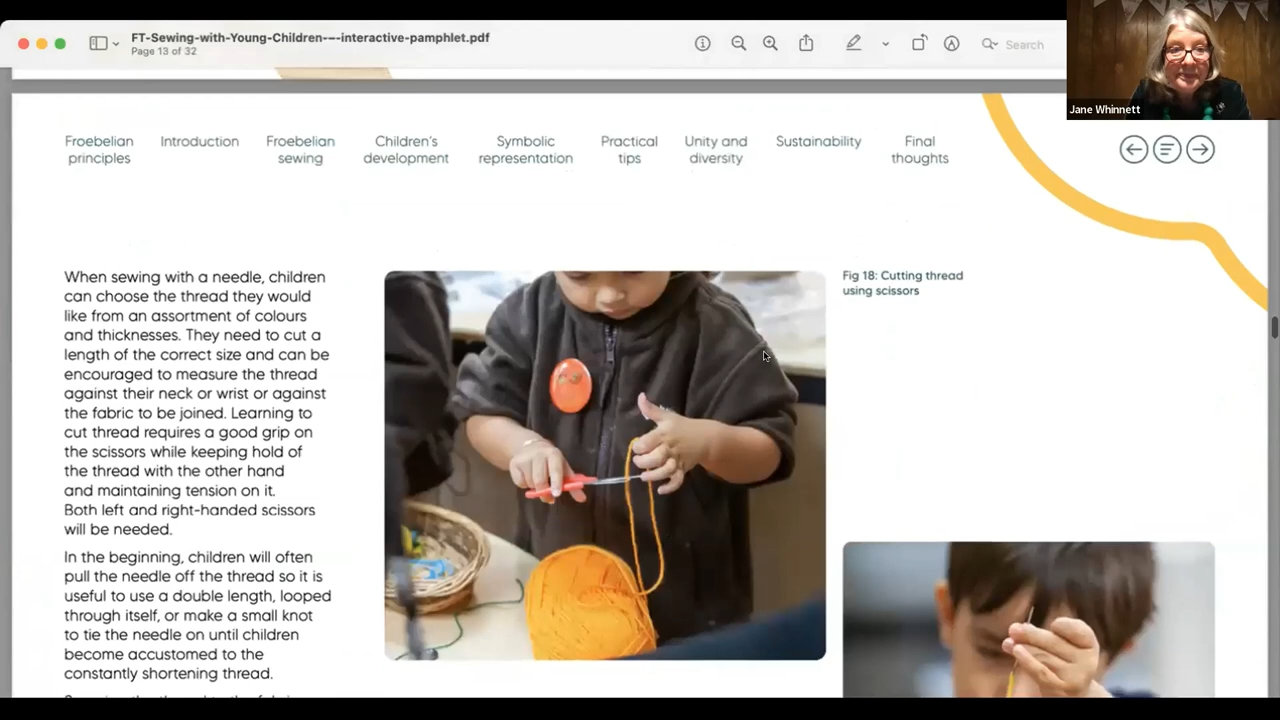 FT-Sewing-with-Young-Children---interactive-pamphlet.pdf
Page 13 of 32
Search
Jane Whinnett
Froebelian
principles
Introduction
Froebelian
sewing
Children's
development
Symbolic
representation
Practical
tips
Unity and
diversity
Sustainability
Final
thoughts
When sewing with a needle, children
can choose the thread they would
like from an assortment of colours
and thicknesses. They need to cut a
length of the correct size and can be
encouraged to measure the thread
against their neck or wrist or against
the fabric to be joined. Learning to
cut thread requires a good grip on
the scissors while keeping hold of
the thread with the other hand
and maintaining tension on it.
Both left and right-handed scissors
will be needed.
In the beginning, children will often
pull the needle off the thread so it is
useful to use a double length, looped
through itself, or make a small knot
to tie the needle on until children
become accustomed to the
constantly shortening thread.
Fig 18: Cutting thread
using scissors